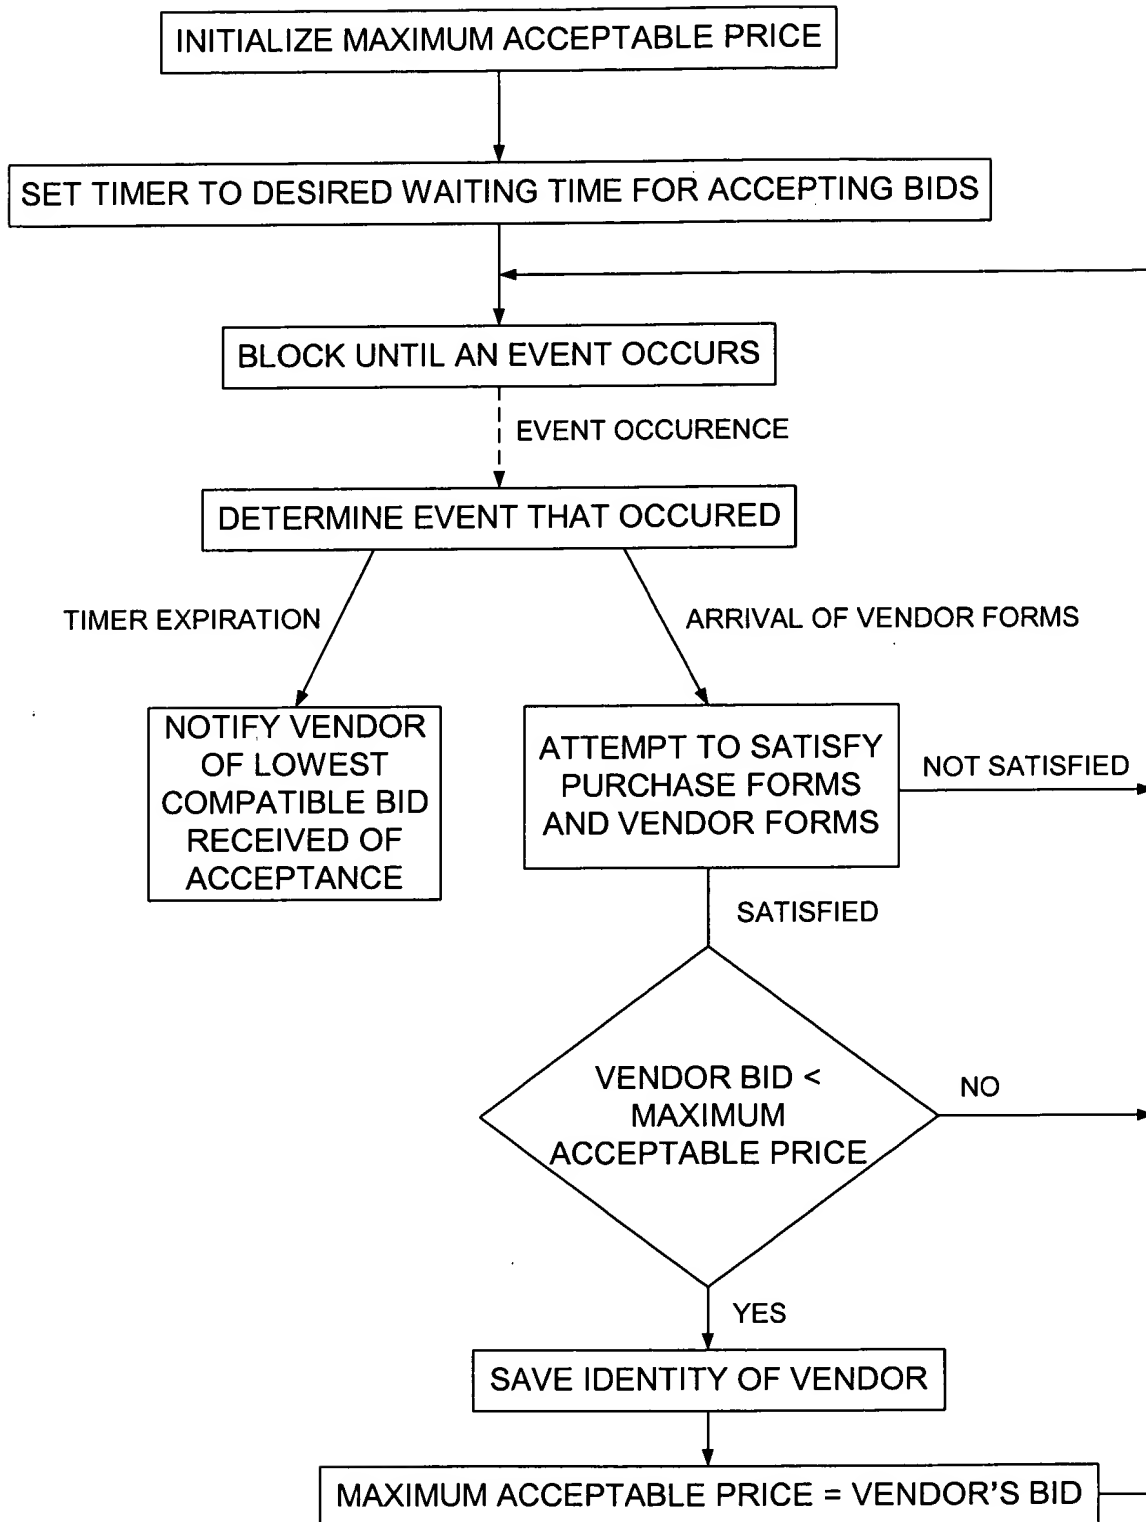 INITIALIZE MAXIMUM ACCEPTABLE PRICE
SET TIMER TO DESIRED WAITING TIME FOR ACCEPTING BIDS
BLOCK UNTIL AN EVENT OCCURS
EVENT OCCURENCE
DETERMINE EVENT THAT OCCURED
TIMER EXPIRATION
ARRIVAL OF VENDOR FORMS
NOTIFY VENDOR
OF LOWEST
COMPATIBLE BID
RECEIVED OF
ACCEPTANCE
ATTEMPT TO SATISFY
PURCHASE FORMS
AND VENDOR FORMS
NOT SATISFIED
SATISFIED
VENDOR BID <
MAXIMUM
ACCEPTABLE PRICE
NO
YES
SAVE IDENTITY OF VENDOR
MAXIMUM ACCEPTABLE PRICE = VENDOR'S BID